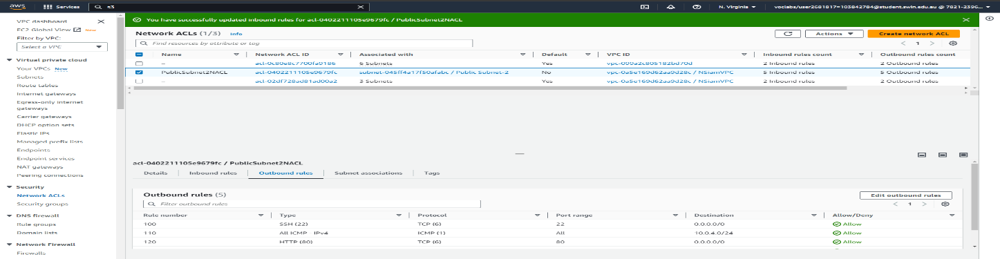 aws Services s3 N. Virginia voclabs/user2681817=103842784@student.swin.edu.au @ 7821-2396...
VPC dashboard
EC2 Global View New
Filter by VPC:
Select a VPC
Virtual private cloud
Your VPCs New
Subnets
Route tables
Internet gateways
Egress-only internet
gateways
Carrier gateways
DHCP option sets
Elastic IPs
Managed prefix lists
Endpoints
Endpoint services
NAT gateways
Peering connections
Security
Network ACLs
Security groups
DNS firewall
Rule groups
Domain lists
Network Firewall
Firewalls
You have successfully updated inbound rules for acl-0402211105e9679fc / PublicSubnet2NACL
Network ACLs (1/3) Info
Actions
Create network ACL
Find resources by attribute or tag
1
Name Network ACL ID Associated with Default VPC ID Inbound rules count Outbound rules count
– acl-0c80e8c7700fa9186 6 Subnets Yes vpc-099a2c805182bd70d 2 Inbound rules 2 Outbound rules
PublicSubnet2NACL acl-0402211105e9679fc subnet-045ff4a17f50afabc / Public Subnet-2 No vpc-0a5e169d62aa9d28c / NSiamVPC 5 Inbound rules 5 Outbound rules
– acl-02df728ad81ad00a2 3 Subnets Yes vpc-0a5e169d62aa9d28c / NSiamVPC 2 Inbound rules 2 Outbound rules
acl-0402211105e9679fc / PublicSubnet2NACL
Details Inbound rules Outbound rules Subnet associations Tags
Outbound rules (5)
Edit outbound rules
Filter outbound rules
1
Rule number Type Protocol Port range Destination Allow/Deny
100 SSH (22) TCP (6) 22 0.0.0.0/0 Allow
110 All ICMP - IPv4 ICMP (1) All 10.0.4.0/24 Allow
120 HTTP (80) TCP (6) 80 0.0.0.0/0 Allow